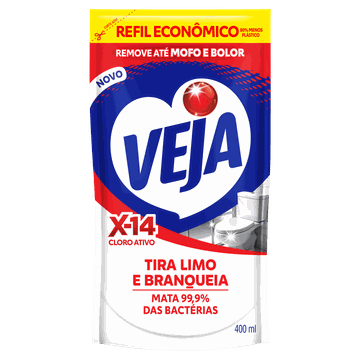 REFIL ECONÔMICO
80% MENOS
PLÁSTICO
REMOVE ATÉ MOFO E BOLOR
NOVO
VEJA
X-14
CLORO ATIVO
TIRA LIMO
E BRANQUEIA
MATA 99,9%
DAS BACTÉRIAS
400 ml